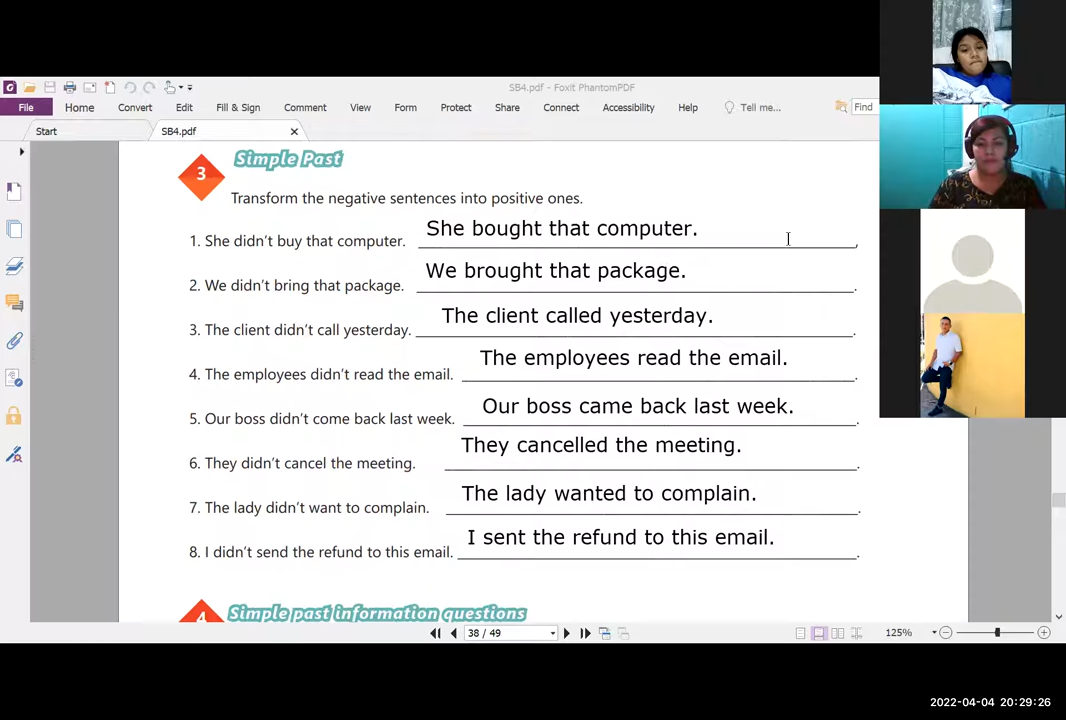 SB4.pdf - Foxit PhantomPDF
File Home Convert Edit Fill & Sign Comment View Form Protect Share Connect Accessibility Help Tell me... Find
Start SB4.pdf
3 Simple Past
Transform the negative sentences into positive ones.
1. She didn't buy that computer. She bought that computer.
2. We didn't bring that package. We brought that package.
3. The client didn't call yesterday. The client called yesterday.
4. The employees didn't read the email. The employees read the email.
5. Our boss didn't come back last week. Our boss came back last week.
6. They didn't cancel the meeting. They cancelled the meeting.
7. The lady didn't want to complain. The lady wanted to complain.
8. I didn't send the refund to this email. I sent the refund to this email.
4 Simple past information questions
38 / 49 125%
2022-04-04 20:29:26